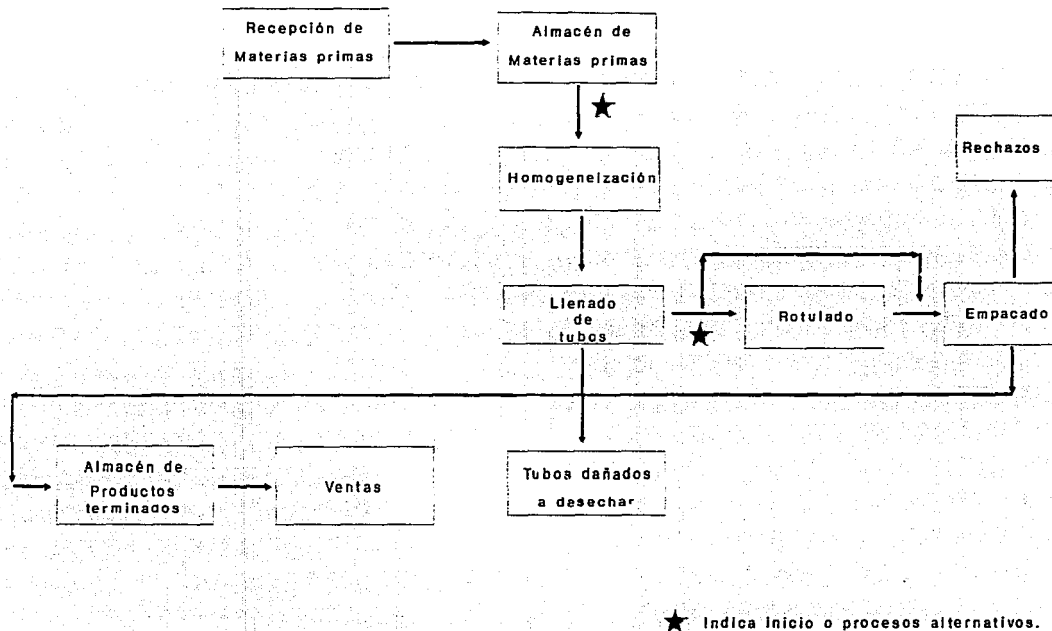 Recepción de
Materias primas
Almacén de
Materias primas
Rechazos
Homogeneización
Llenado
de
tubos
Rotulado
Empacado
Almacén de
Productos
terminados
Ventas
Tubos dañados
a desechar
★ Indica inicio o procesos alternativos.